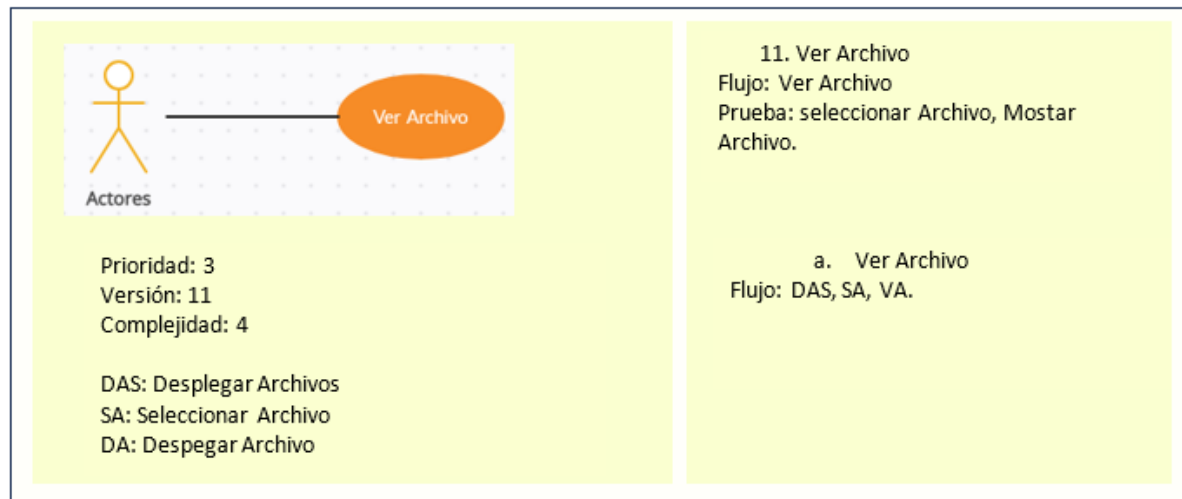 Ver Archivo
Actores
Prioridad: 3
Versión: 11
Complejidad: 4
DAS: Desplegar Archivos
SA: Seleccionar Archivo
DA: Despegar Archivo
11. Ver Archivo
Flujo: Ver Archivo
Prueba: seleccionar Archivo, Mostar
Archivo.
a. Ver Archivo
Flujo: DAS, SA, VA.